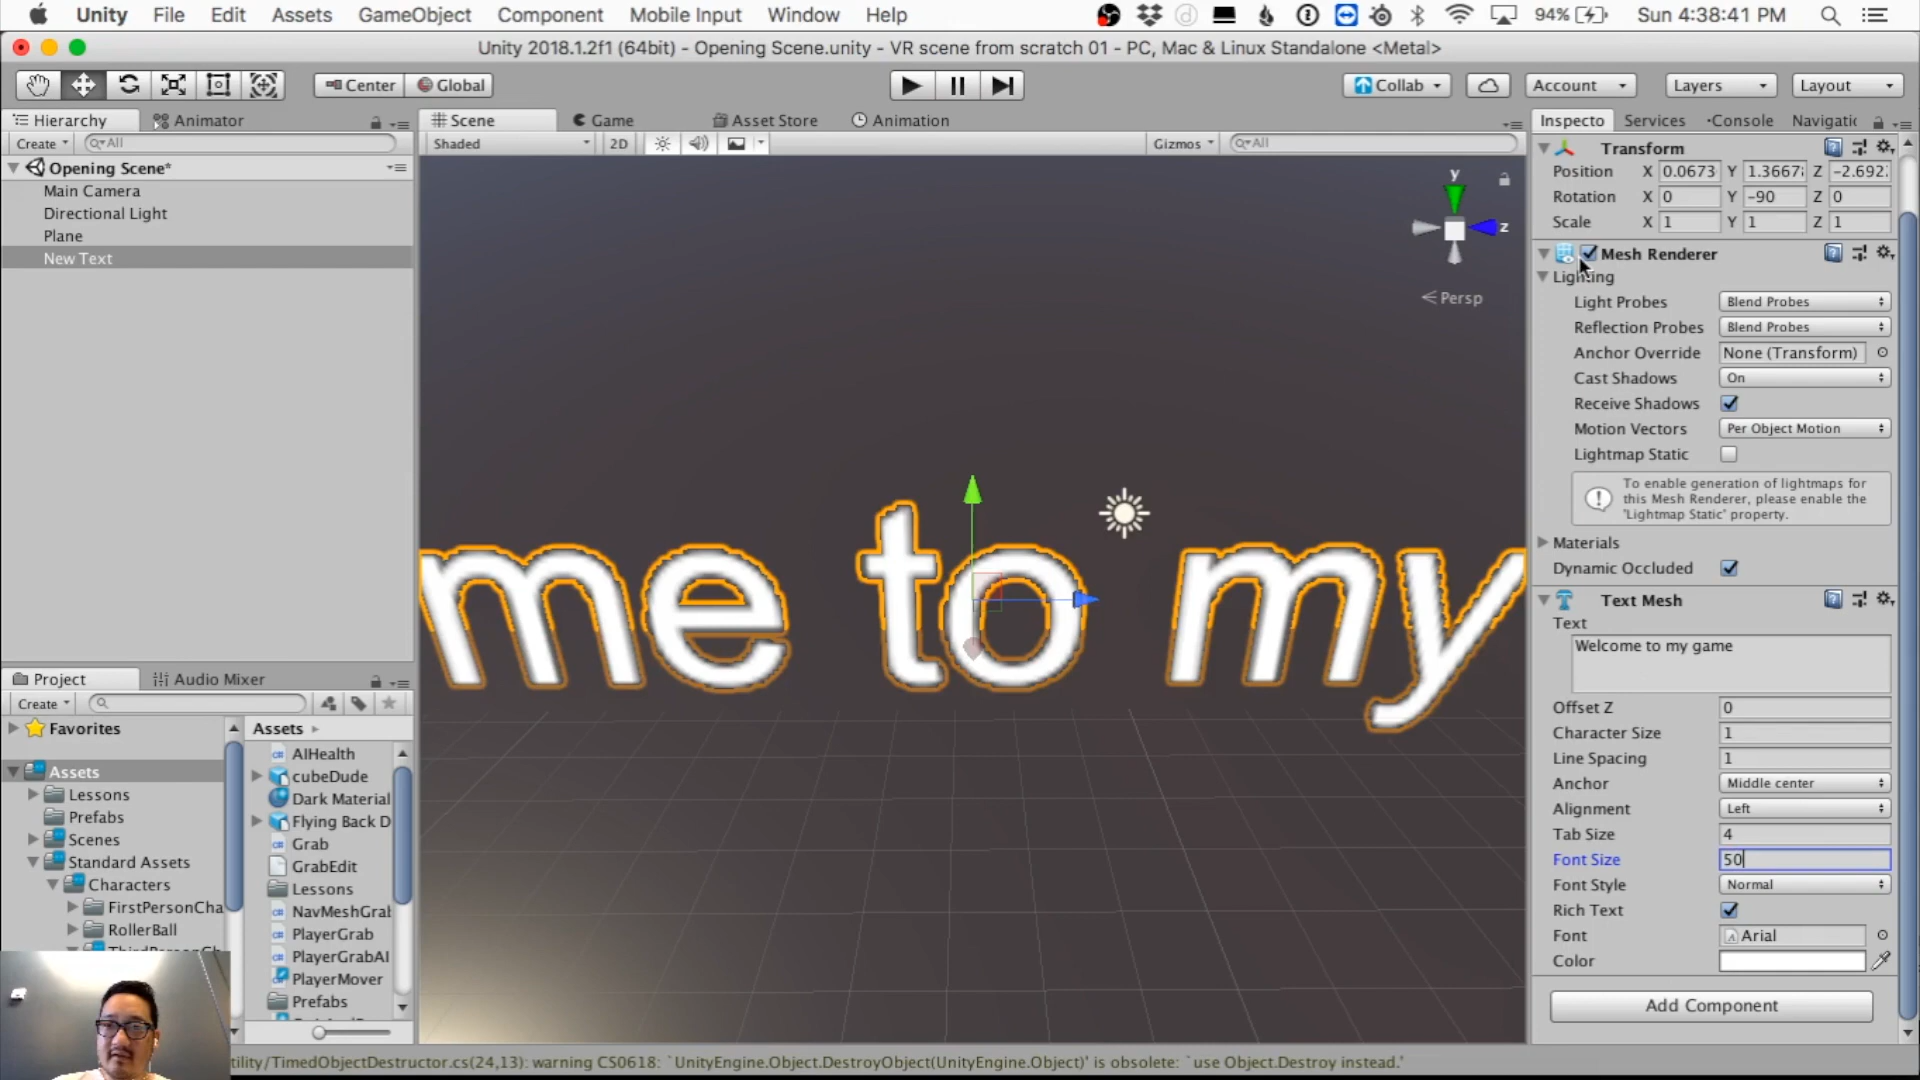 Unity File Edit Assets GameObject Component Mobile Input Window Help 94% Sun 4:38:41 PM
Unity 2018.1.2f1 (64bit) - Opening Scene.unity - VR scene from scratch 01 - PC, Mac & Linux Standalone <Metal>
Center Global Collab Account Layers Layout
Hierarchy Animator Scene Game Asset Store Animation Inspecto Services Console Navigatic
Create All Shaded 2D Gizmos All
Opening Scene*
Main Camera
Directional Light
Plane
New Text
y
z
Persp
me to my
Transform
Position X 0.0673 Y 1.3667 Z -2.692
Rotation X 0 Y -90 Z 0
Scale X 1 Y 1 Z 1
Mesh Renderer
Lighting
Light Probes Blend Probes
Reflection Probes Blend Probes
Anchor Override None (Transform)
Cast Shadows On
Receive Shadows
Motion Vectors Per Object Motion
Lightmap Static
To enable generation of lightmaps for
this Mesh Renderer, please enable the
'Lightmap Static' property.
Materials
Dynamic Occluded
Text Mesh
Text
Welcome to my game
Offset Z 0
Character Size 1
Line Spacing 1
Anchor Middle center
Alignment Left
Tab Size 4
Font Size 50
Font Style Normal
Rich Text
Font Arial
Color
Add Component
Project Audio Mixer
Create
Favorites
Assets
Lessons
Prefabs
Scenes
Standard Assets
Characters
FirstPersonCha
RollerBall
Assets
AIHealth
cubeDude
Dark Material
Flying Back D
Grab
GrabEdit
Lessons
NavMeshGral
PlayerGrab
PlayerGrabAI
PlayerMover
Prefabs
tility/TimedObjectDestructor.cs(24,13): warning CS0618: `UnityEngine.Object.DestroyObject(UnityEngine.Object)' is obsolete: `use Object.Destroy instead.'